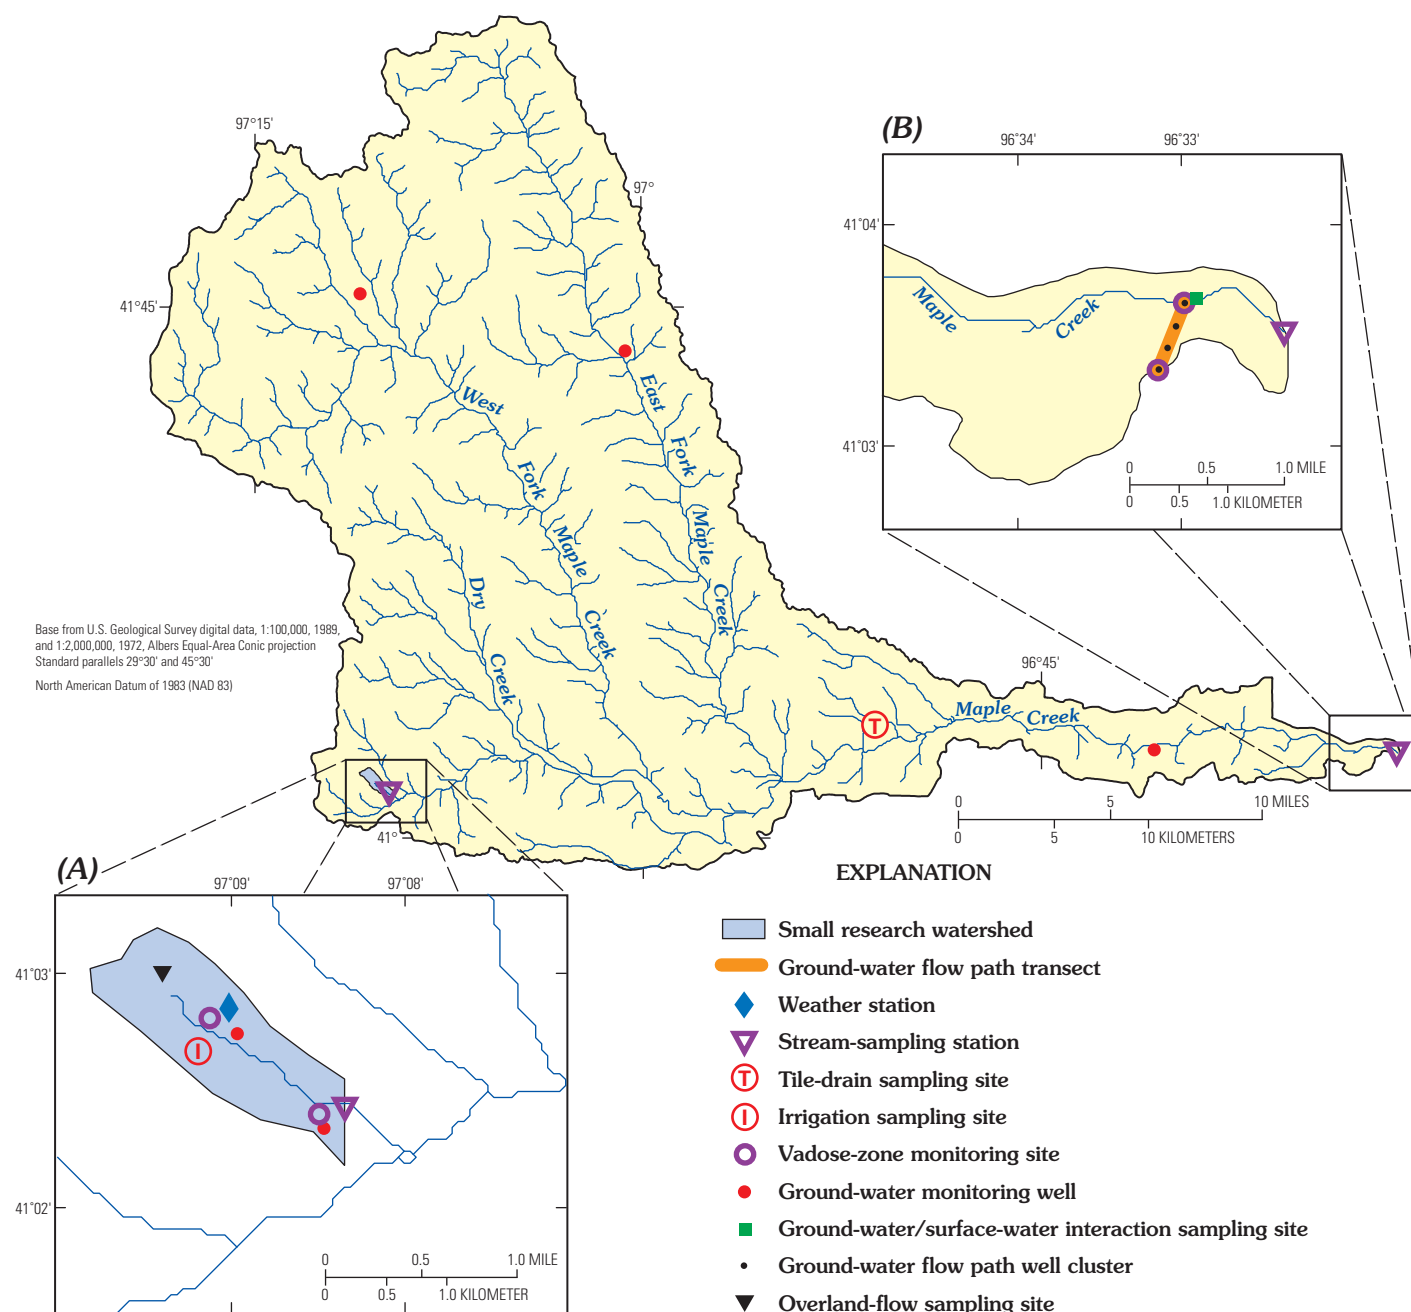 97°15'
97°
41°45'
West
Fork
Maple
Creek
East
Fork
Maple
Creek
Dry
Creek
Base from U.S. Geological Survey digital data, 1:100,000, 1989,
and 1:2,000,000, 1972, Albers Equal-Area Conic projection
Standard parallels 29°30' and 45°30'
North American Datum of 1983 (NAD 83)
96°45'
Maple Creek
T
41°
0 5 10 MILES
0 5 10 KILOMETERS
(B)
96°34' 96°33'
41°04'
Maple
Creek
41°03'
0 0.5 1.0 MILE
0 0.5 1.0 KILOMETER
(A)
97°09' 97°08'
41°03'
I
41°02'
0 0.5 1.0 MILE
0 0.5 1.0 KILOMETER
EXPLANATION
Small research watershed
Ground-water flow path transect
Weather station
Stream-sampling station
T Tile-drain sampling site
I Irrigation sampling site
Vadose-zone monitoring site
Ground-water monitoring well
Ground-water/surface-water interaction sampling site
Ground-water flow path well cluster
Overland-flow sampling site